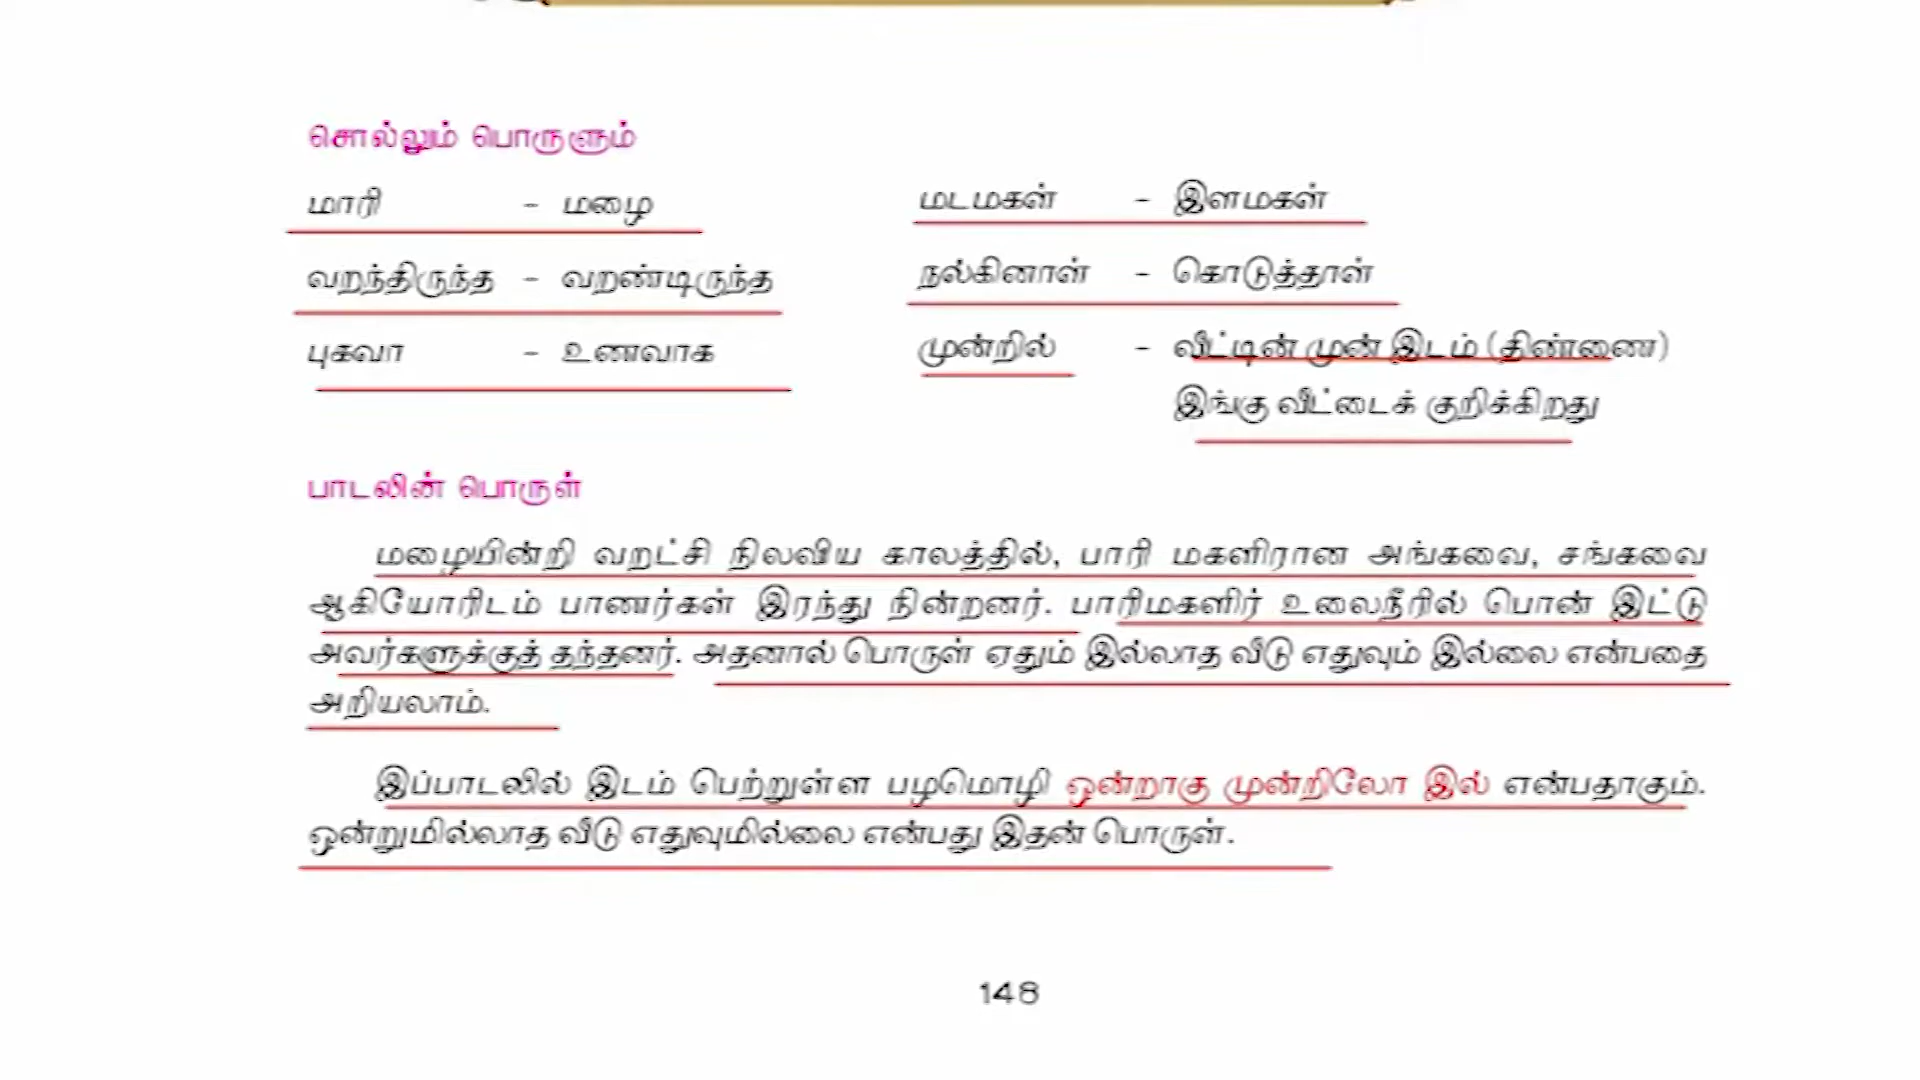 சொல்லும் பொருளும்
மாரி - மழை
வறந்திருந்த - வறண்டிருந்த
புகவா - உணவாக
மடமகள் - இளமகள்
நல்கினாள் - கொடுத்தாள்
முன்றில் - வீட்டின் முன் இடம் (திண்ணை)
இங்கு வீட்டைக் குறிக்கிறது
பாடலின் பொருள்
மழையின்றி வறட்சி நிலவிய காலத்தில், பாரி மகளிரான அங்கவை, சங்கவை
ஆகியோரிடம் பாணர்கள் இரந்து நின்றனர். பாரிமகளிர் உலைநீரில் பொன் இட்டு
அவர்களுக்குத் தந்தனர். அதனால் பொருள் ஏதும் இல்லாத வீடு எதுவும் இல்லை என்பதை
அறியலாம்.
இப்பாடலில் இடம் பெற்றுள்ள பழமொழி ஒன்றாகு முன்றிலோ இல் என்பதாகும்.
ஒன்றுமில்லாத வீடு எதுவுமில்லை என்பது இதன் பொருள்.
148